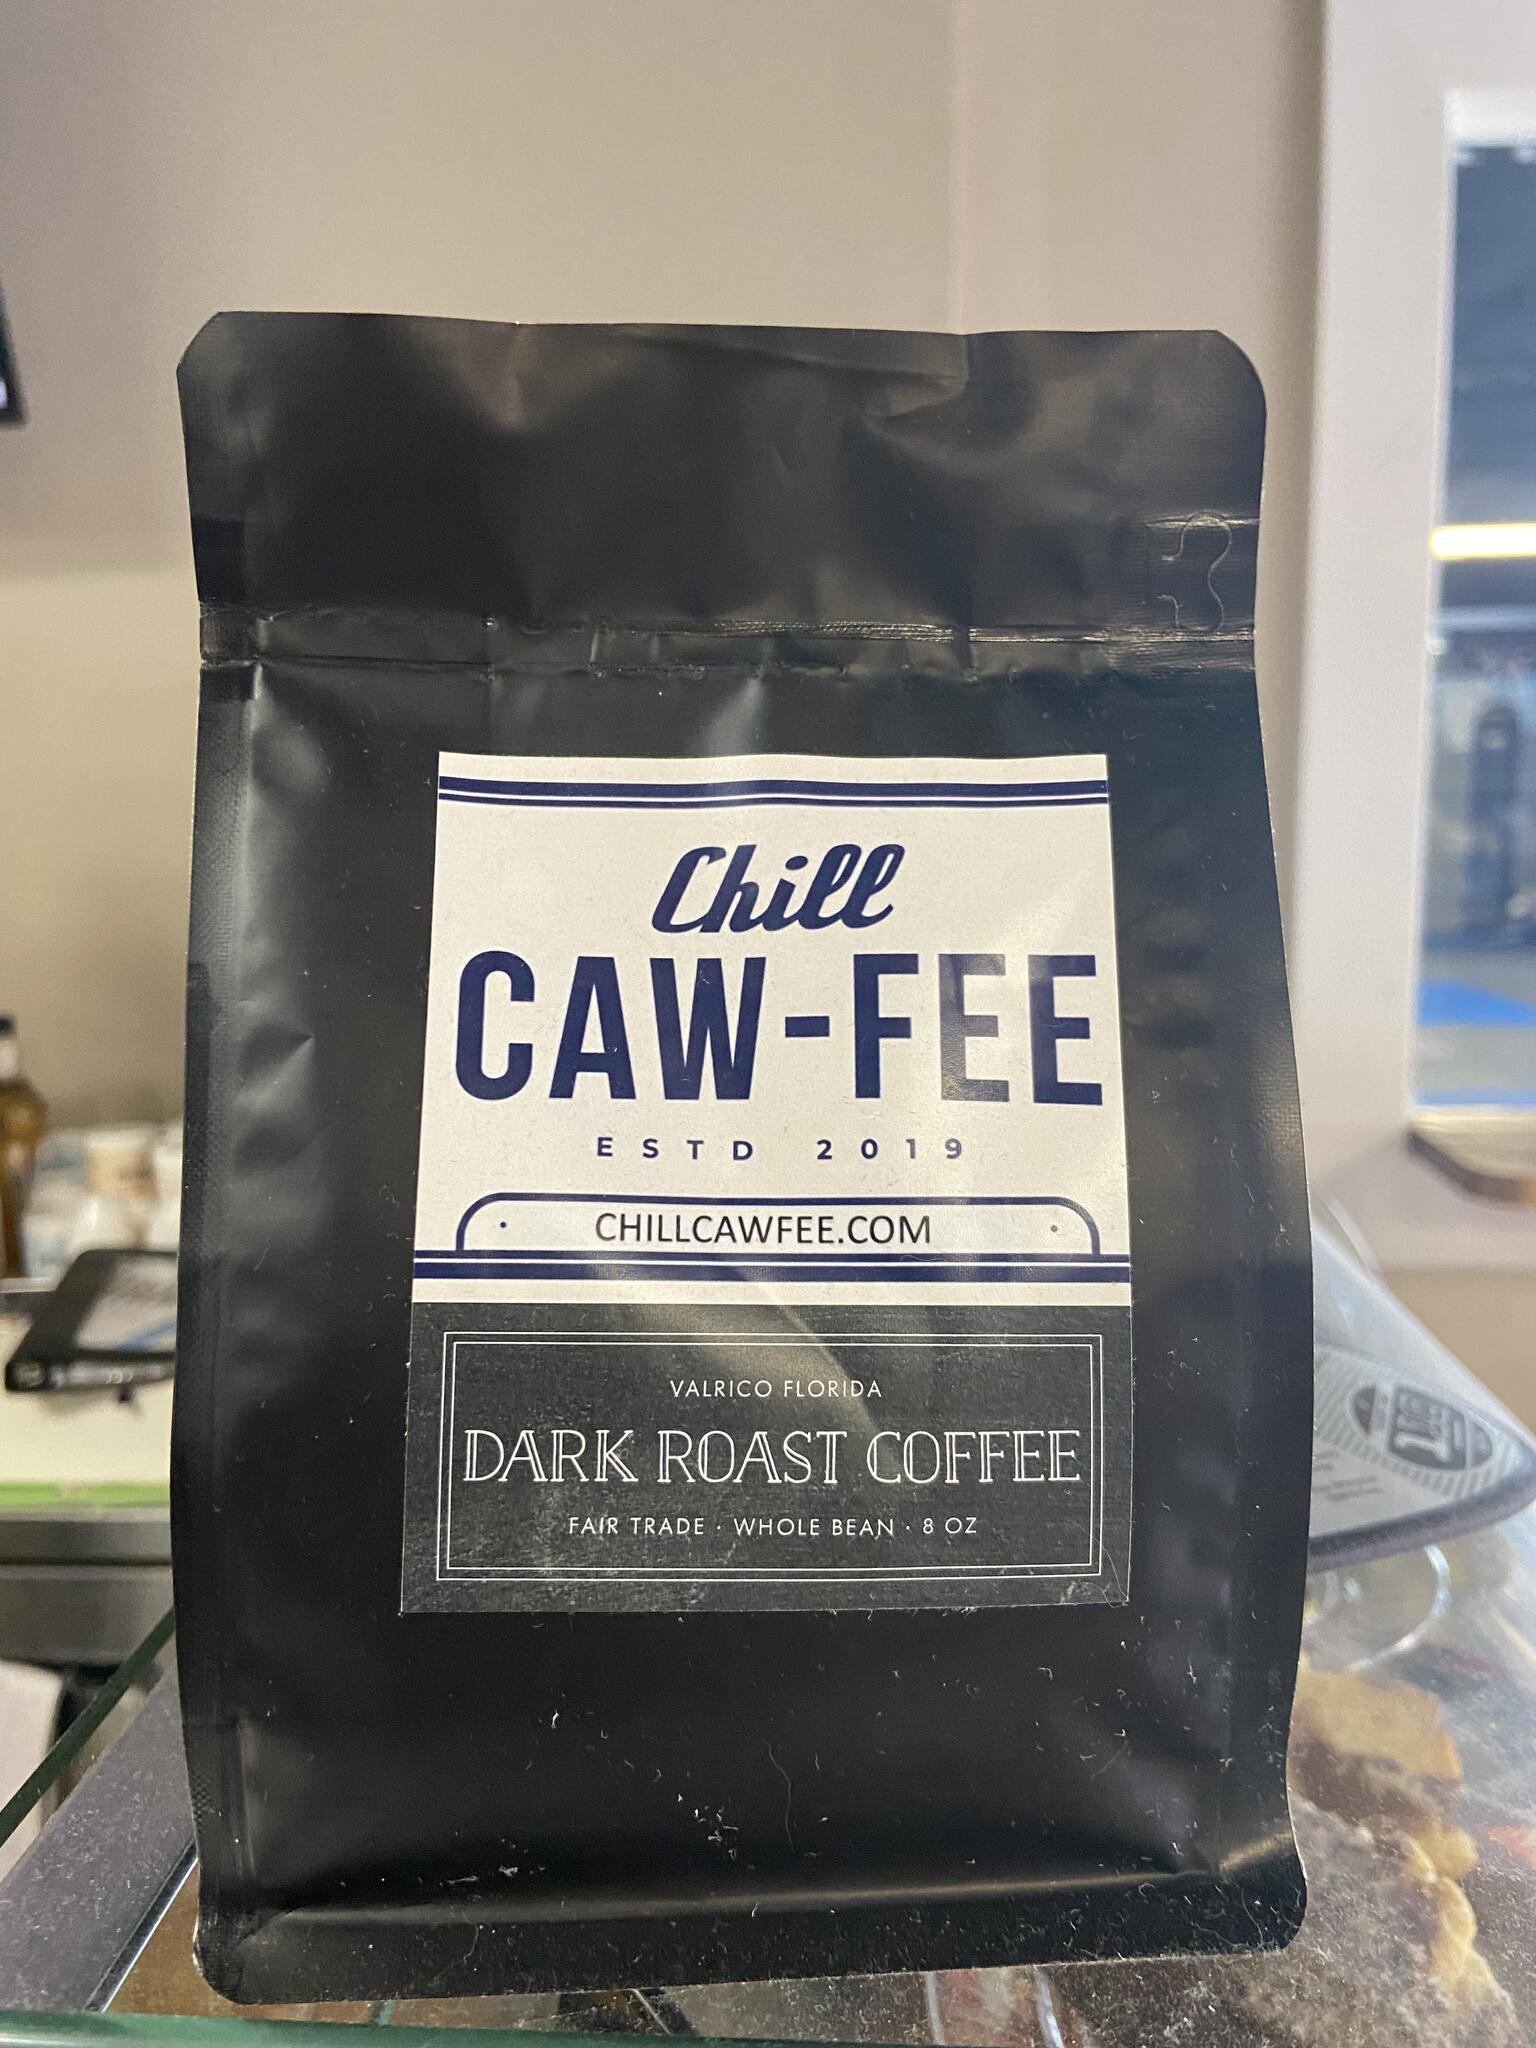 Chill
CAW-FEE
ESTD 2019
CHILLCAWFEE.COM
VALRICO FLORIDA
DARK ROAST COFFEE
FAIR TRADE · WHOLE BEAN · 8 OZ